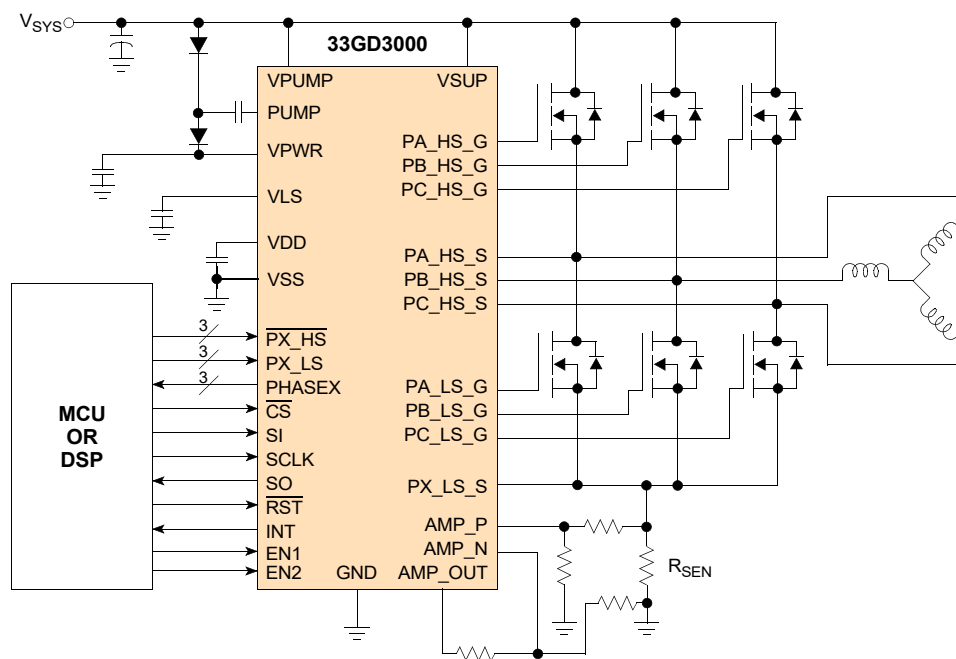 V_SYS
33GD3000
VPUMP
VSUP
PUMP
PA_HS_G
VPWR
PB_HS_G
PC_HS_G
VLS
VDD
PA_HS_S
VSS
PB_HS_S
PC_HS_S
3
PX_HS
3
PX_LS
3
PHASEX
PA_LS_G
CS
PB_LS_G
MCU
OR
DSP
SI
PC_LS_G
SCLK
SO
PX_LS_S
RST
INT
AMP_P
EN1
AMP_N
EN2
GND
AMP_OUT
R_SEN